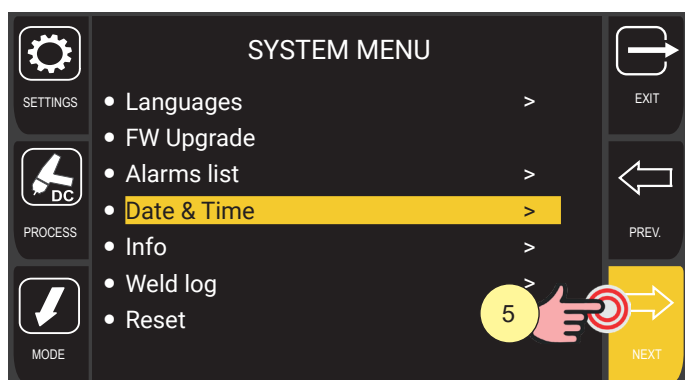 SYSTEM MENU
SETTINGS
EXIT
• Languages >
• FW Upgrade
• Alarms list >
DC
• Date & Time >
PROCESS
PREV.
• Info >
• Weld log >
• Reset
5
MODE
NEXT